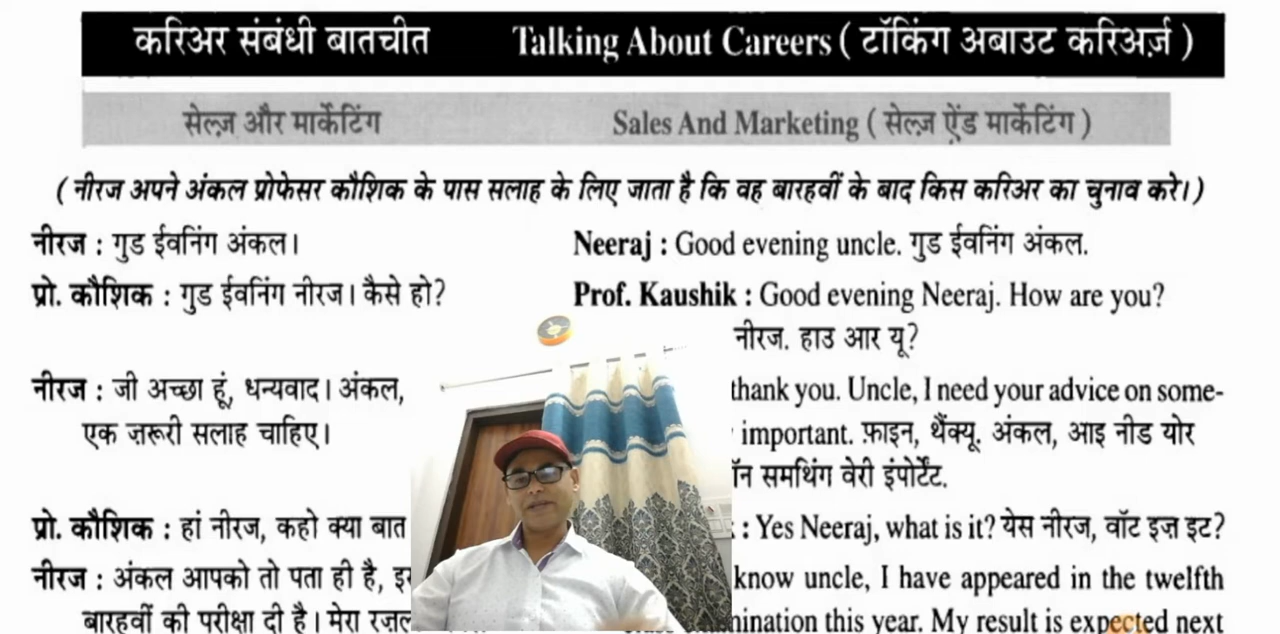 करिअर संबंधी बातचीत Talking About Careers ( टॉकिंग अबाउट करिअर्ज़ )
सेल्ज़ और मार्केटिंग Sales And Marketing ( सेल्ज़ ऐंड मार्केटिंग )
( नीरज अपने अंकल प्रोफेसर कौशिक के पास सलाह के लिए जाता है कि वह बारहवीं के बाद किस करिअर का चुनाव करे। )
नीरज : गुड ईवनिंग अंकल।
Neeraj : Good evening uncle. गुड ईवनिंग अंकल.
प्रो. कौशिक : गुड ईवनिंग नीरज। कैसे हो?
Prof. Kaushik : Good evening Neeraj. How are you?
नीरज. हाउ आर यू?
नीरज : जी अच्छा हूं, धन्यवाद। अंकल,
एक ज़रूरी सलाह चाहिए।
thank you. Uncle, I need your advice on some-
important. फ़ाइन, थैंक्यू. अंकल, आइ नीड योर
समथिंग वेरी इंपोर्टेंट.
प्रो. कौशिक : हां नीरज, कहो क्या बात
: Yes Neeraj, what is it? येस नीरज, वॉट इज़ इट?
नीरज : अंकल आपको तो पता ही है,
बारहवीं की परीक्षा दी है। मेरा
know uncle, I have appeared in the twelfth
this year. My result is expected next